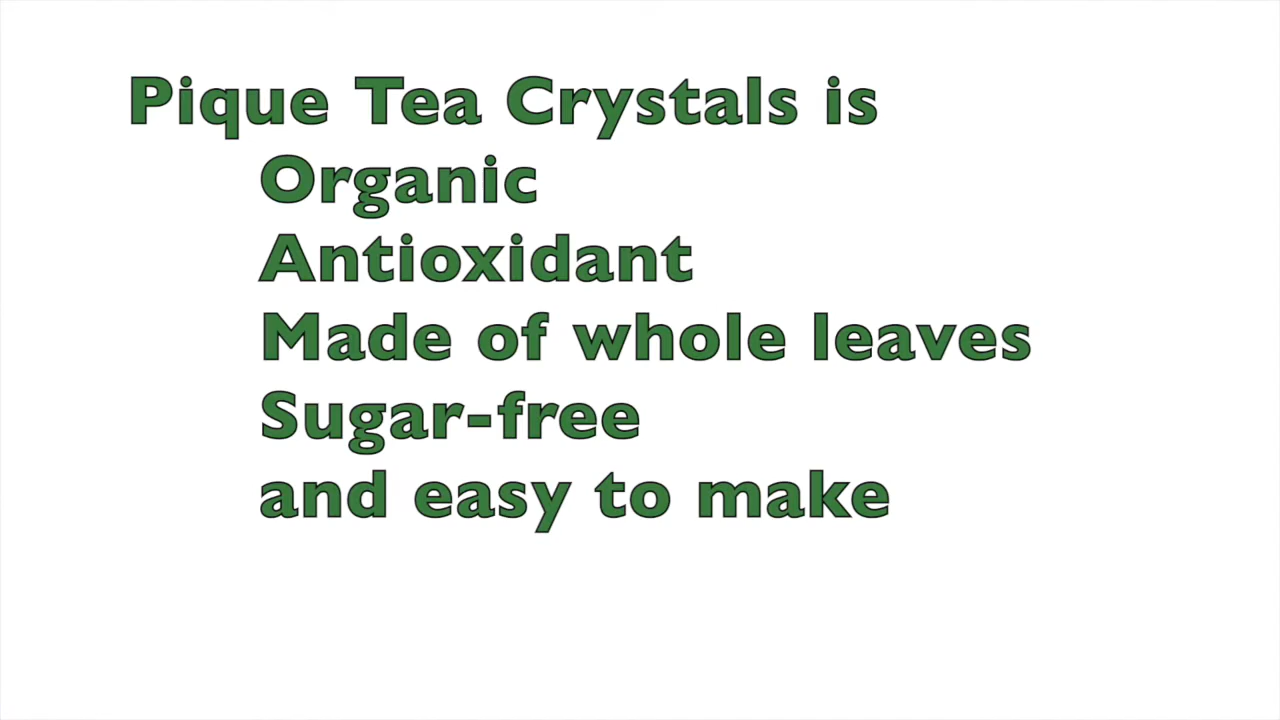 Pique Tea Crystals is
Organic
Antioxidant
Made of whole leaves
Sugar-free
and easy to make